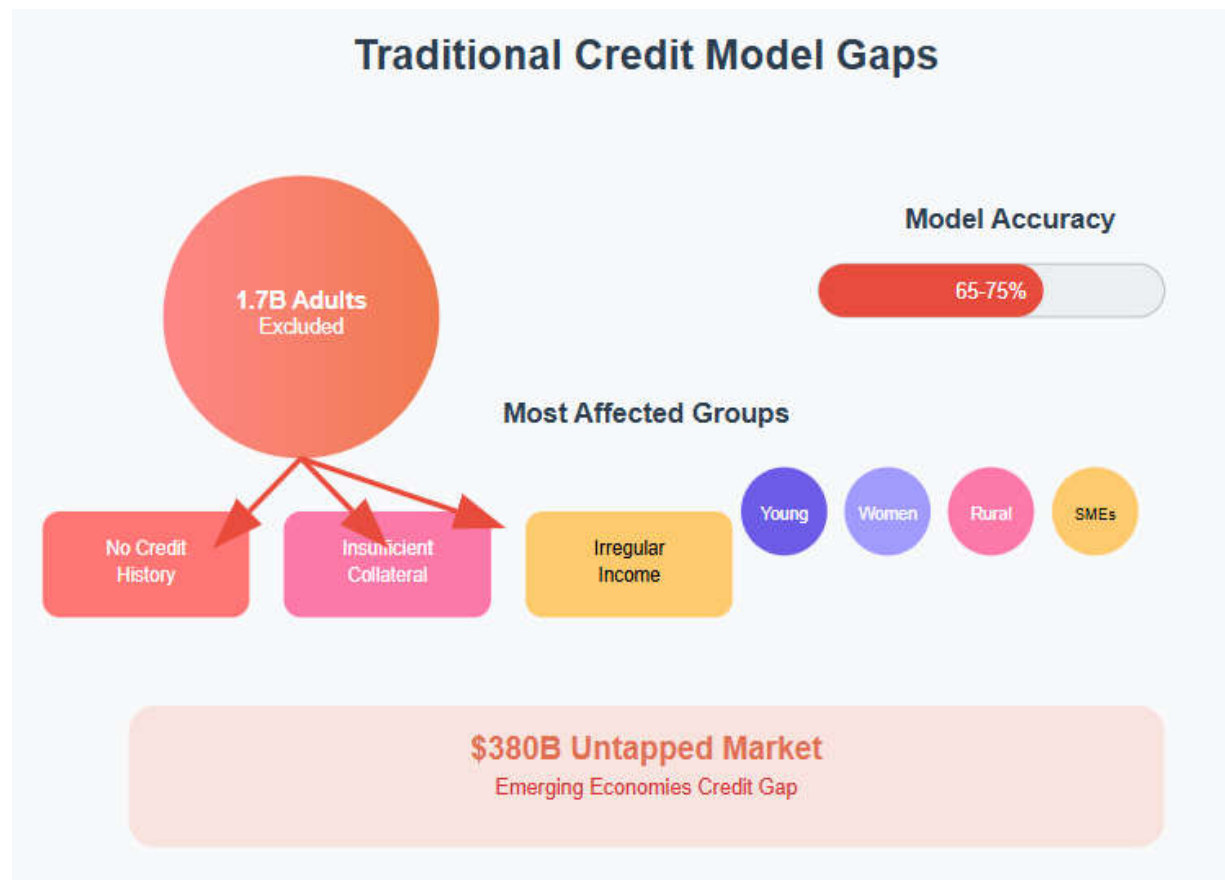 Traditional Credit Model Gaps
Model Accuracy
65-75%
1.7B Adults
Excluded
Most Affected Groups
Young
Women
Rural
SMEs
No Credit
History
Insufficient
Collateral
Irregular
Income
$380B Untapped Market
Emerging Economies Credit Gap